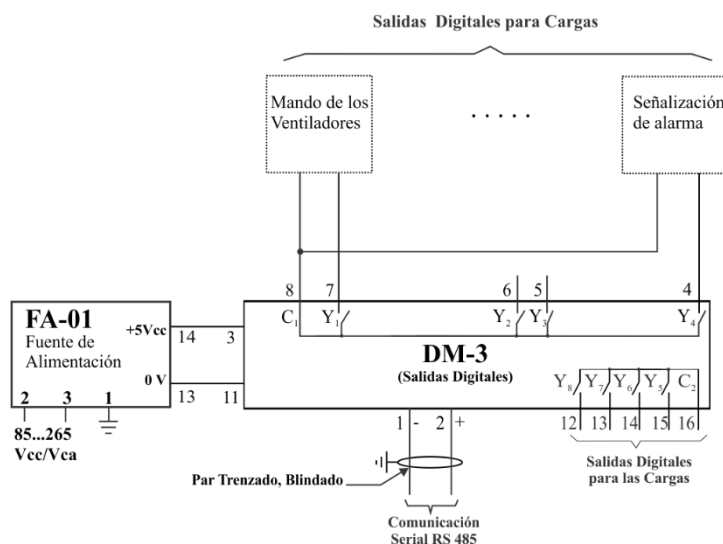 Salidas Digitales para Cargas
Mando de los
Ventiladores
. . . . .
Señalización
de alarma
8
7
6
5
4
C1
Y1
Y2
Y3
Y4
FA-01
Fuente de
Alimentación
+5Vcc
0 V
2
3
1
85...265
Vcc/Vca
14
3
13
11
DM-3
(Salidas Digitales)
Y8
Y7
Y6
Y5
C2
1
-
2
+
12
13
14
15
16
Par Trenzado, Blindado
Salidas Digitales
para las Cargas
Comunicación
Serial RS 485